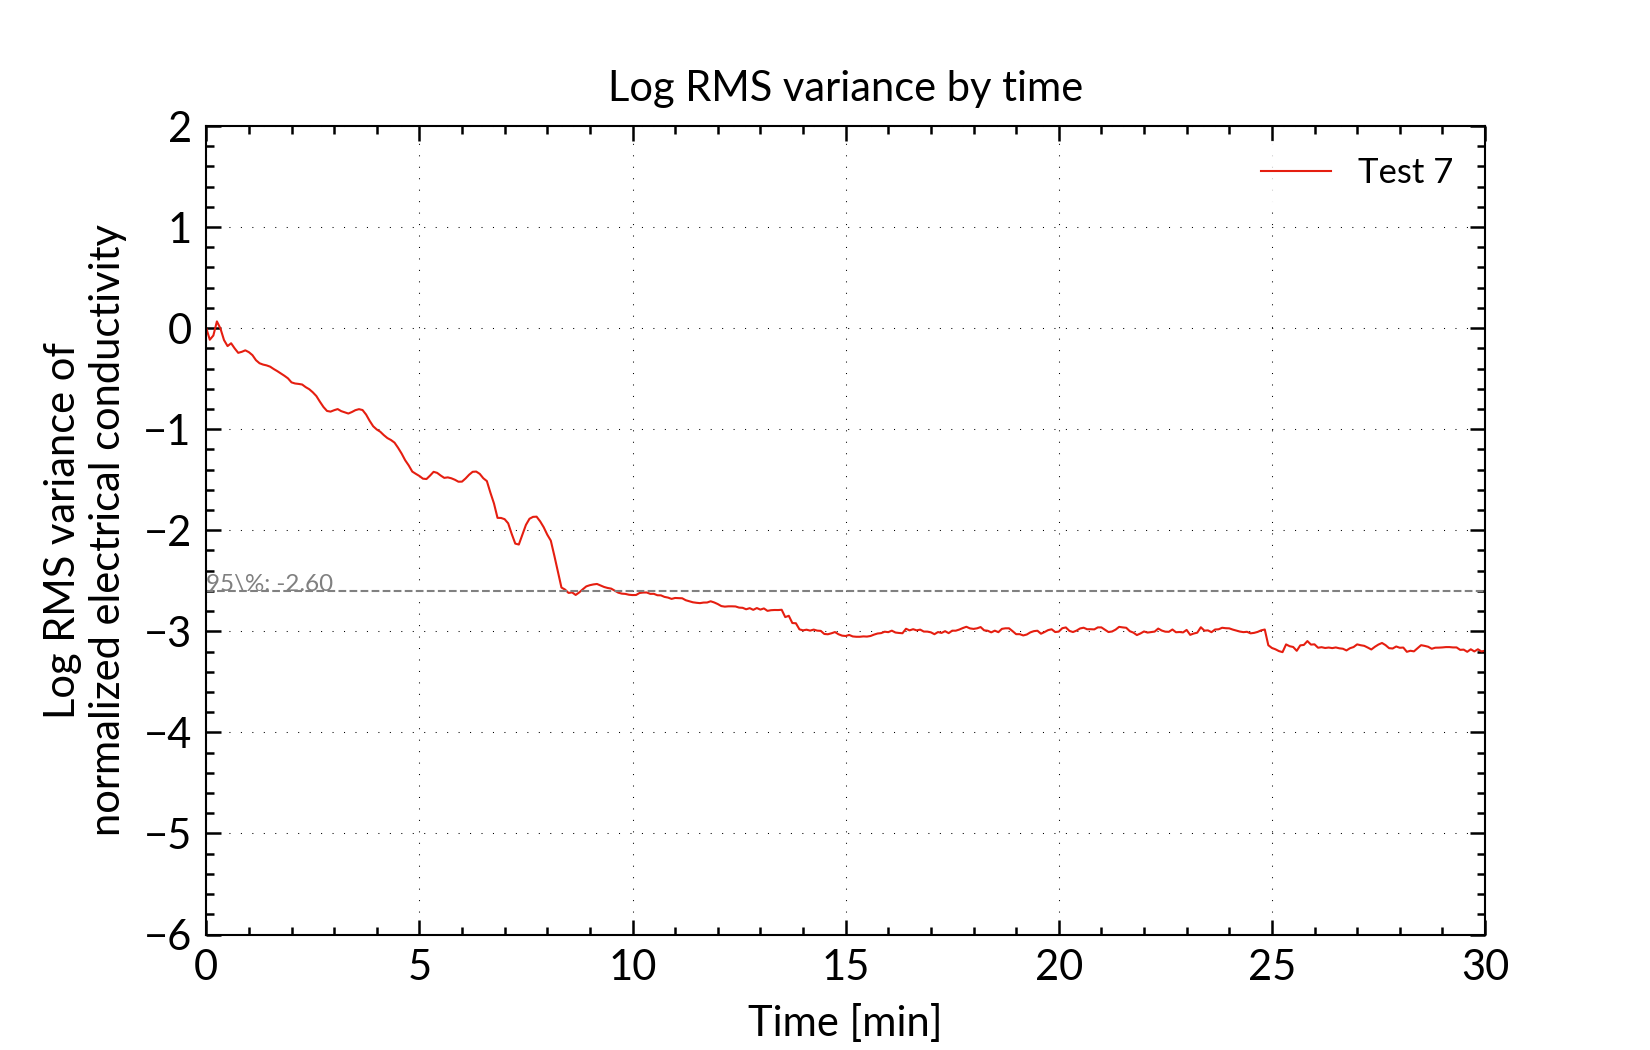 Log RMS variance by time
Log RMS variance of
normalized electrical conductivity
2
1
0
−1
−2
−3
−4
−5
−6
Test 7
95\%: -2.60
0 5 10 15 20 25 30
Time [min]